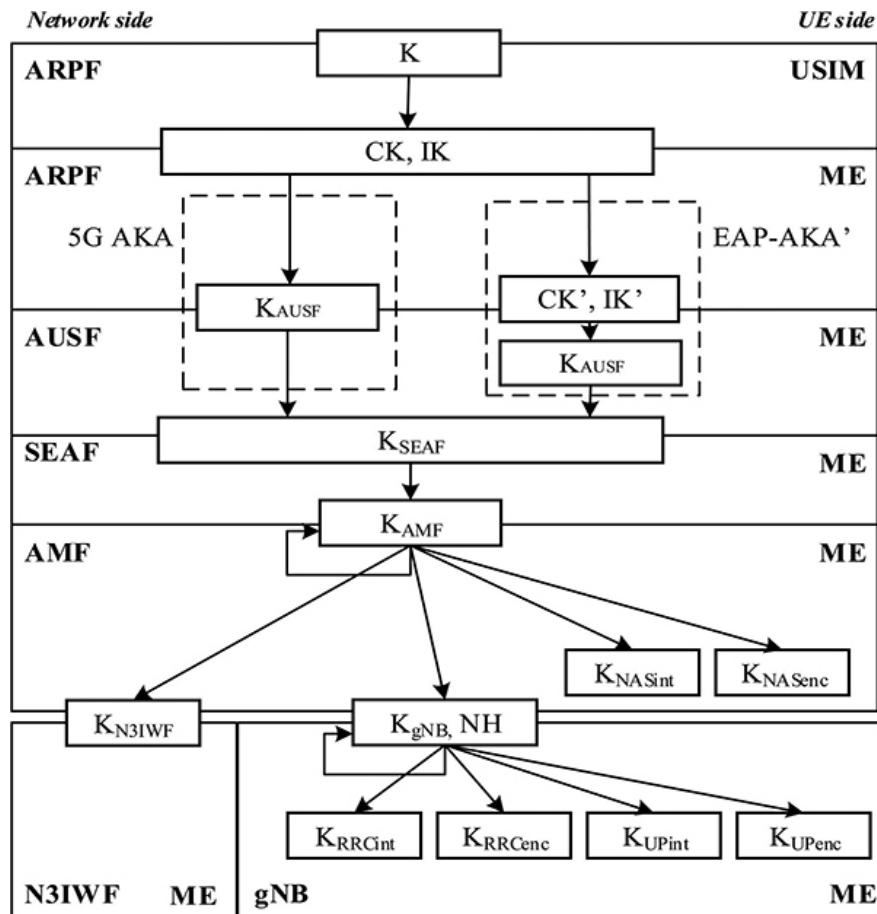 Network side UE side
K
ARPF USIM
CK, IK
ARPF ME
5G AKA EAP-AKA’
KAUSF CK’, IK’
AUSF ME
KAUSF
KSEAF
SEAF ME
KAMF
AMF ME
KNASint KNASenc
KN3IWF KgNB, NH
KRRCint KRRCenc KUPint KUPenc
N3IWF ME gNB ME